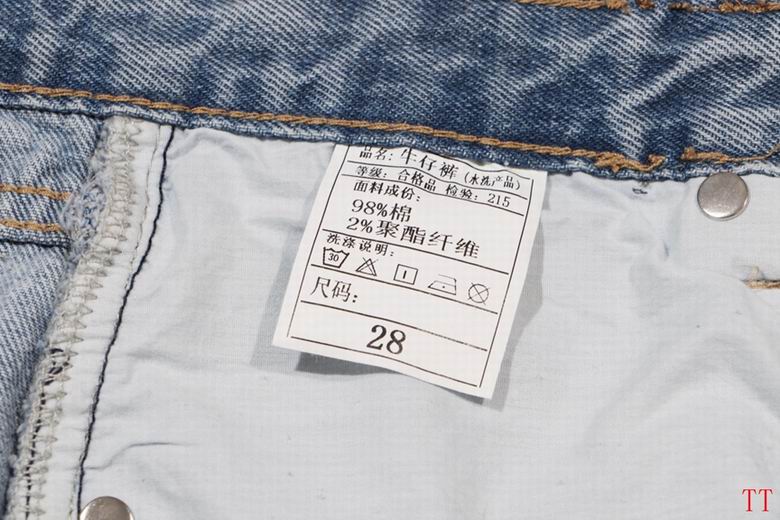 品名: 牛仔裤 (水洗产品)
等级: 合格品 检验: 215
面料成份:
98%棉
2%聚酯纤维
洗涤说明:
30
尺码:
28
TT